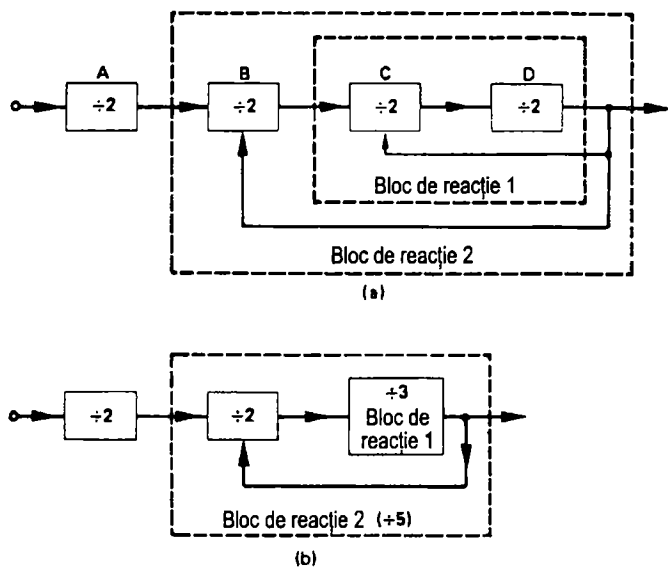 A
B
C
D
÷2
÷2
÷2
÷2
Bloc de reacție 1
Bloc de reacție 2
(a)
÷2
÷2
÷3
Bloc de
reacție 1
Bloc de reacție 2 (÷5)
(b)